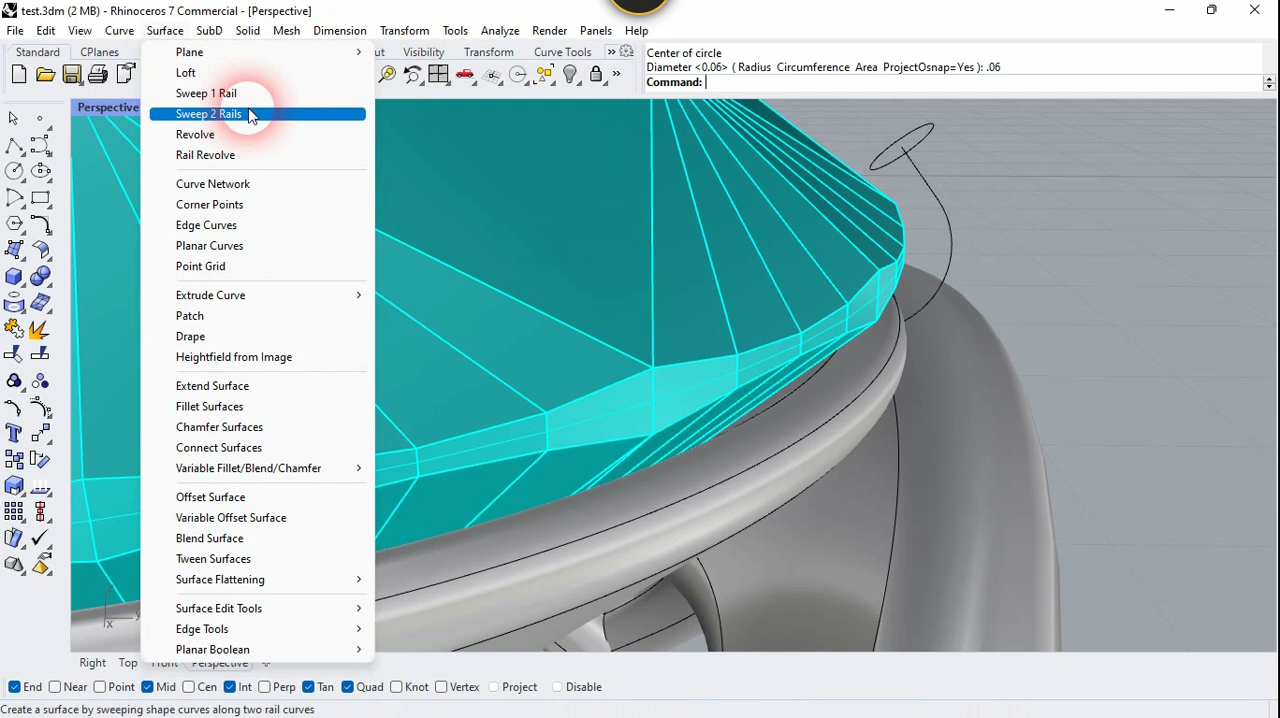 test.3dm (2 MB) - Rhinoceros 7 Commercial - [Perspective]
File Edit View Curve Surface SubD Solid Mesh Dimension Transform Tools Analyze Render Panels Help
Standard CPlanes ut Visibility Transform Curve Tools »
Center of circle
Diameter <0.06> ( Radius Circumference Area ProjectOsnap=Yes ): .06
Command:
»
Perspective
Plane
Loft
Sweep 1 Rail
Sweep 2 Rails
Revolve
Rail Revolve
Curve Network
Corner Points
Edge Curves
Planar Curves
Point Grid
Extrude Curve
Patch
Drape
Heightfield from Image
Extend Surface
Fillet Surfaces
Chamfer Surfaces
Connect Surfaces
Variable Fillet/Blend/Chamfer
Offset Surface
Variable Offset Surface
Blend Surface
Tween Surfaces
Surface Flattening
Surface Edit Tools
Edge Tools
Planar Boolean
x
Right Top Front Perspective
End Near Point Mid Cen Int Perp Tan Quad Knot Vertex Project Disable
Create a surface by sweeping shape curves along two rail curves